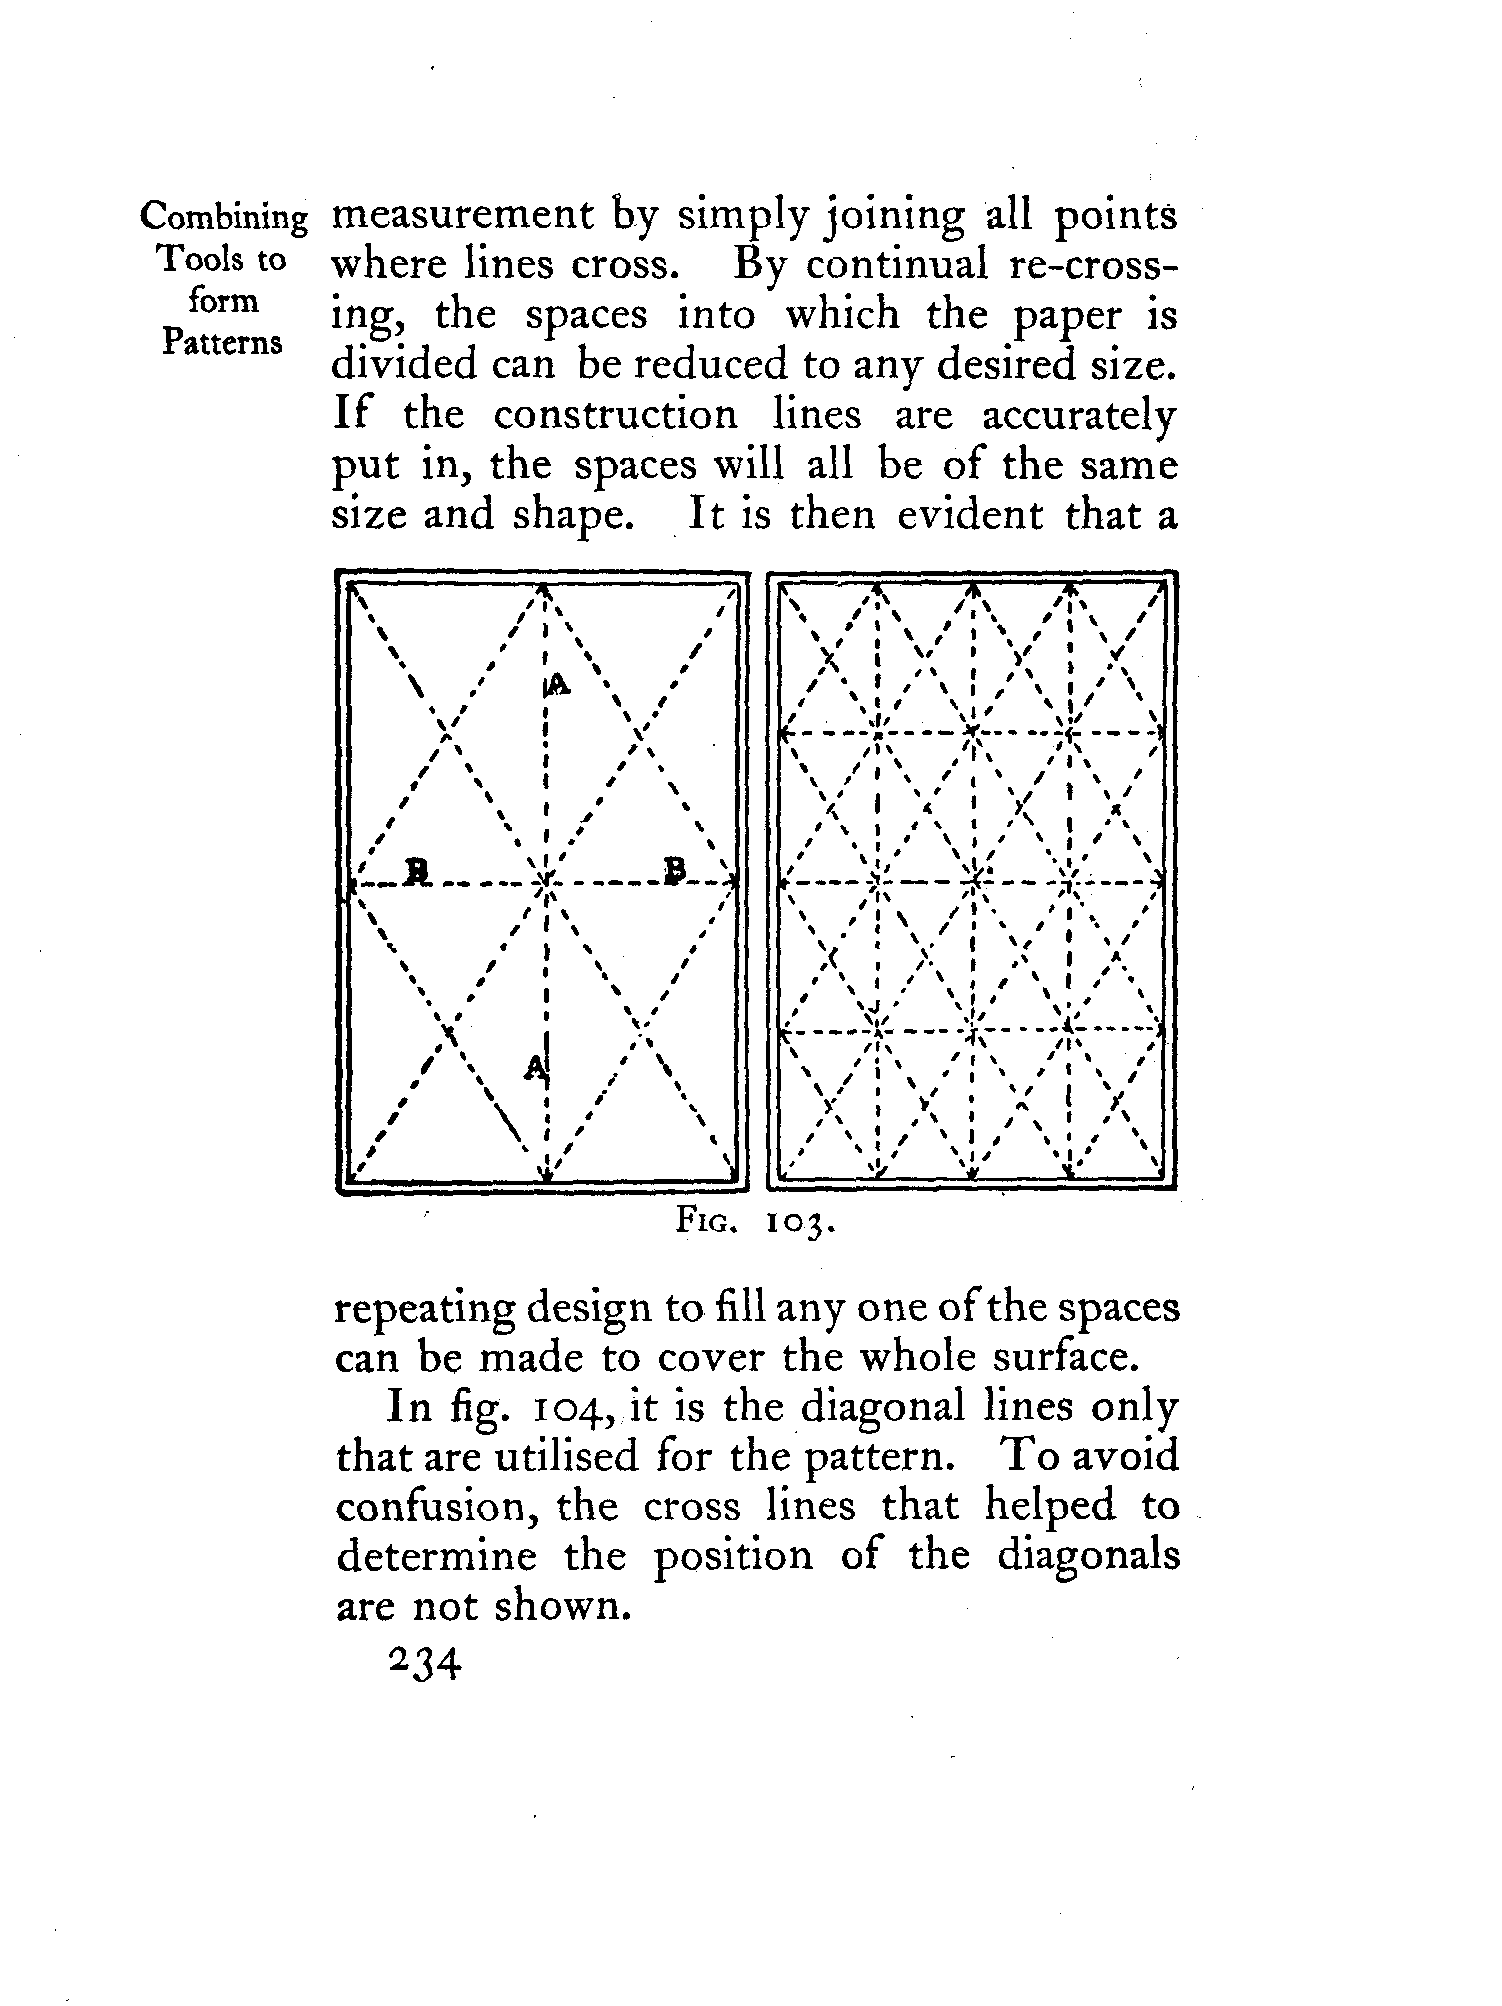 Combining
Tools to
form
Patterns
measurement by simply joining all points
where lines cross. By continual re-cross-
ing, the spaces into which the paper is
divided can be reduced to any desired size.
If the construction lines are accurately
put in, the spaces will all be of the same
size and shape. It is then evident that a
A
B
B
A
Fig. 103.
repeating design to fill any one of the spaces
can be made to cover the whole surface.
In fig. 104, it is the diagonal lines only
that are utilised for the pattern. To avoid
confusion, the cross lines that helped to
determine the position of the diagonals
are not shown.
234